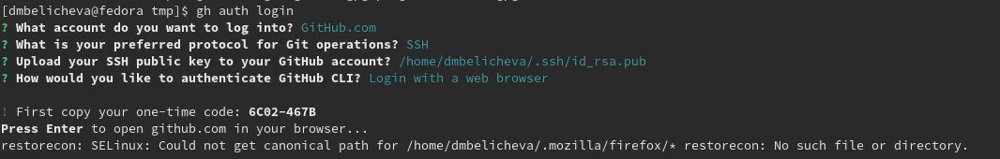 [dmbelicheva@fedora tmp]$ gh auth login
? What account do you want to log into? GitHub.com
? What is your preferred protocol for Git operations? SSH
? Upload your SSH public key to your GitHub account? /home/dmbelicheva/.ssh/id_rsa.pub
? How would you like to authenticate GitHub CLI? Login with a web browser
! First copy your one-time code: 6C02-467B
Press Enter to open github.com in your browser...
restorecon: SELinux: Could not get canonical path for /home/dmbelicheva/.mozilla/firefox/* restorecon: No such file or directory.